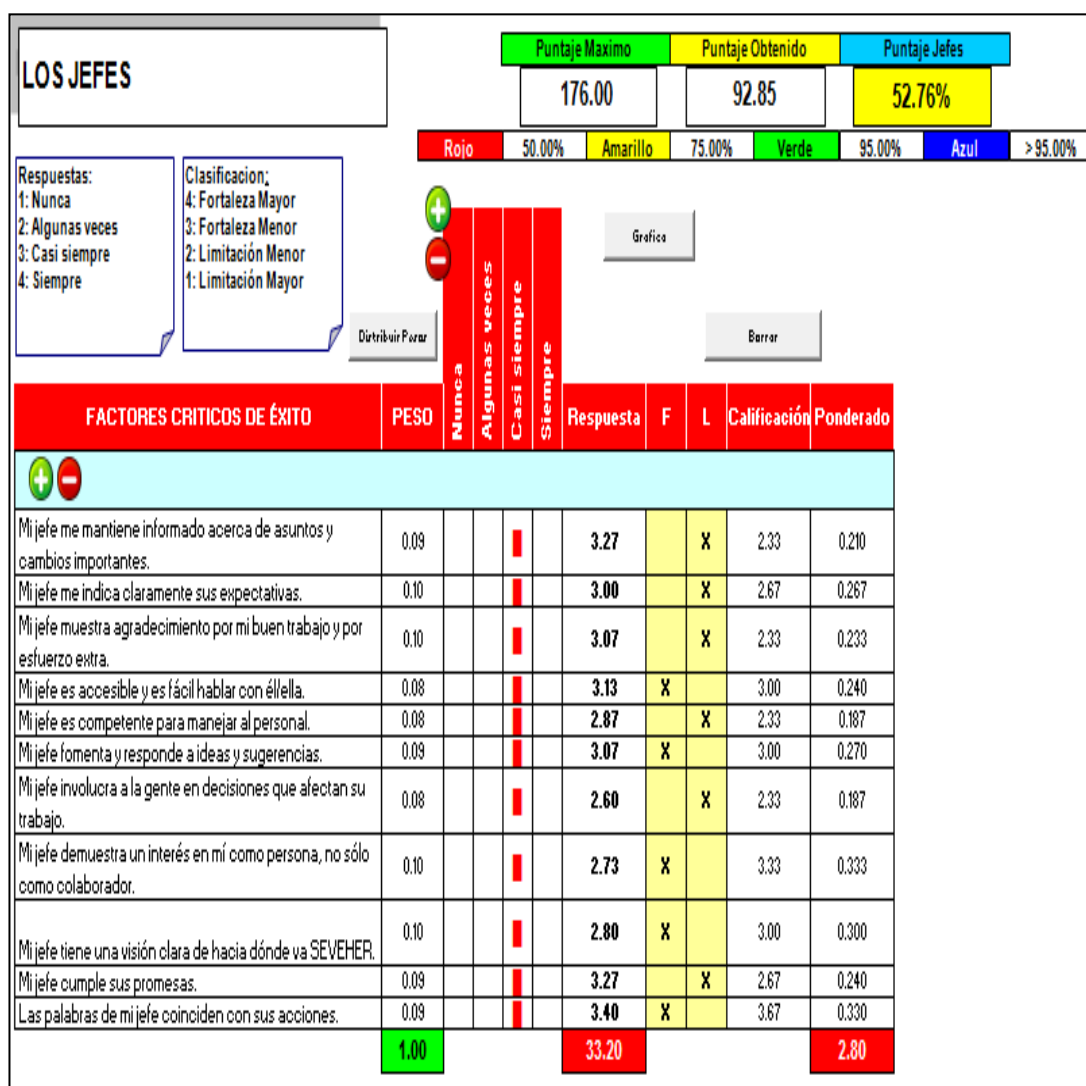 LOS JEFES
Puntaje Maximo Puntaje Obtenido Puntaje Jefes
176.00 92.85 52.76%
Rojo 50.00% Amarillo 75.00% Verde 95.00% Azul > 95.00%
Respuestas:
1: Nunca
2: Algunas veces
3: Casi siempre
4: Siempre
Clasificacion:
4: Fortaleza Mayor
3: Fortaleza Menor
2: Limitación Menor
1: Limitación Mayor
Grafica
Distribuir Pesos
Borrar
FACTORES CRITICOS DE ÉXITO PESO Nunca Algunas veces Casi siempre Siempre Respuesta F L Calificación Ponderado
Mi jefe me mantiene informado acerca de asuntos y
cambios importantes.
0.09 3.27 X 2.33 0.210
Mi jefe me indica claramente sus expectativas. 0.10 3.00 X 2.67 0.267
Mi jefe muestra agradecimiento por mi buen trabajo y por
esfuerzo extra.
0.10 3.07 X 2.33 0.233
Mi jefe es accesible y es fácil hablar con él/ella. 0.08 3.13 X 3.00 0.240
Mi jefe es competente para manejar al personal. 0.08 2.87 X 2.33 0.187
Mi jefe fomenta y responde a ideas y sugerencias. 0.09 3.07 X 3.00 0.270
Mi jefe involucra a la gente en decisiones que afectan su
trabajo.
0.08 2.60 X 2.33 0.187
Mi jefe demuestra un interés en mí como persona, no sólo
como colaborador.
0.10 2.73 X 3.33 0.333
Mi jefe tiene una visión clara de hacia dónde va SEVEHER. 0.10 2.80 X 3.00 0.300
Mi jefe cumple sus promesas. 0.09 3.27 X 2.67 0.240
Las palabras de mi jefe coinciden con sus acciones. 0.09 3.40 X 3.67 0.330
1.00 33.20 2.80